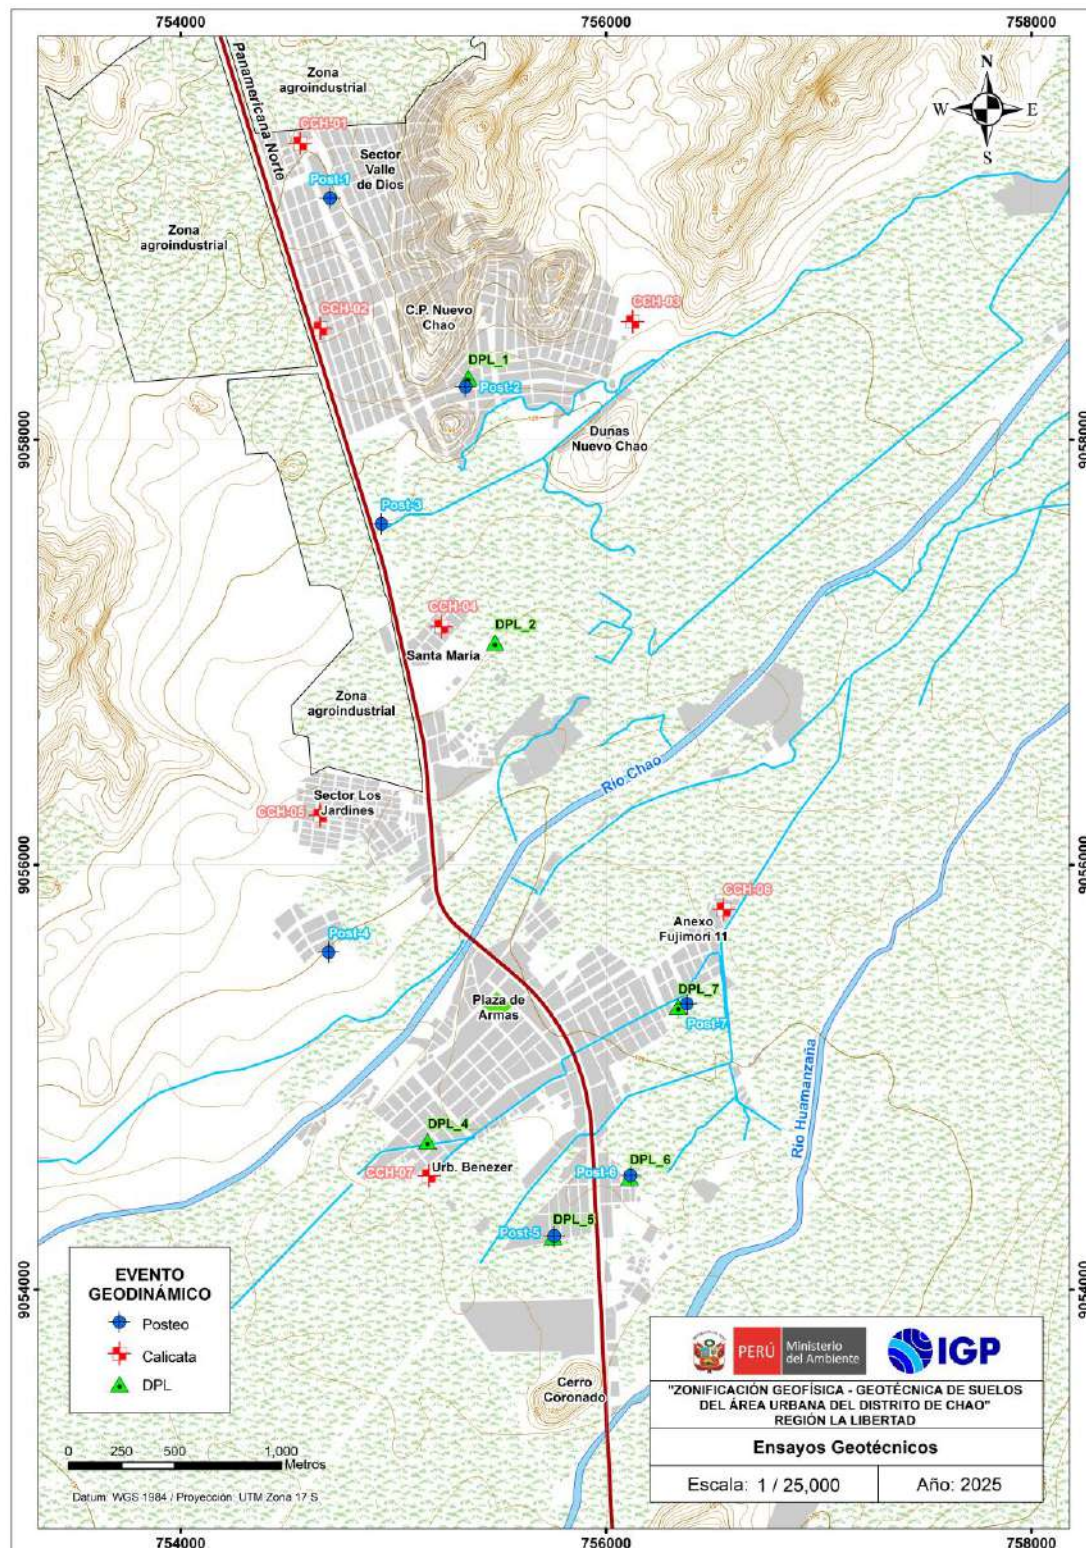 754000
756000
758000
Panamericana Norte
Zona
agroindustrial
N
W
E
S
CCH-01
Sector
Valle
de Dios
Post-1
Zona
agroindustrial
CCH-02
C.P. Nuevo
Chao
CCH-03
DPL_1
Post-2
9058000
9058000
Dunas
Nuevo Chao
Post-3
CCH-04
DPL_2
Santa María
Zona
agroindustrial
Río Chao
Sector Los
Jardines
CCH-05
9056000
9056000
CCH-06
Anexo
Fujimori 11
Post-4
DPL_7
Post-7
Plaza de
Armas
Río Huamanzaña
DPL_4
Urb. Benezer
CCH-07
DPL_6
Post-6
DPL_5
Post-5
9054000
9054000
EVENTO
GEODINÁMICO
Posteo
Calicata
DPL
Cerro
Coronado
PERÚ
Ministerio
del Ambiente
IGP
"ZONIFICACIÓN GEOFÍSICA - GEOTÉCNICA DE SUELOS
DEL ÁREA URBANA DEL DISTRITO DE CHAO"
REGIÓN LA LIBERTAD
Ensayos Geotécnicos
Escala: 1 / 25,000
Año: 2025
0 250 500 1,000
Metros
Datum: WGS 1984 / Proyección: UTM Zona 17 S
754000
756000
758000